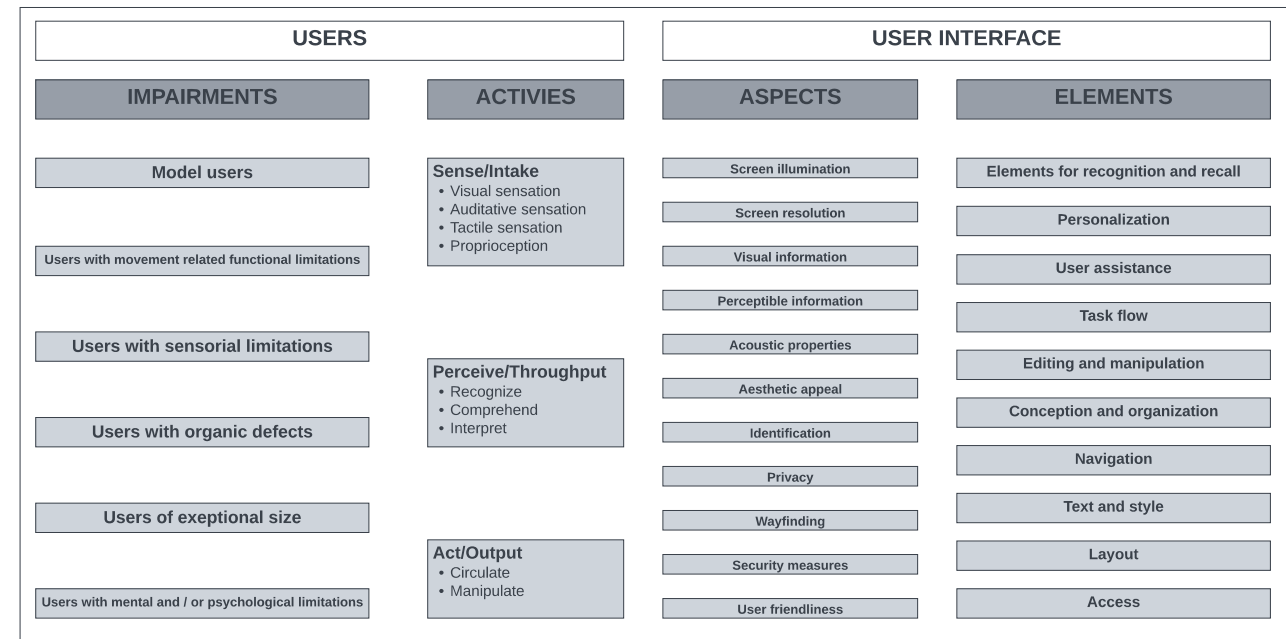 USERS
USER INTERFACE
IMPAIRMENTS
ACTIVIES
ASPECTS
ELEMENTS
Model users
Users with movement related functional limitations
Users with sensorial limitations
Users with organic defects
Users of exeptional size
Users with mental and / or psychological limitations
Sense/Intake
• Visual sensation
• Auditative sensation
• Tactile sensation
• Proprioception
Perceive/Throughput
• Recognize
• Comprehend
• Interpret
Act/Output
• Circulate
• Manipulate
Screen illumination
Screen resolution
Visual information
Perceptible information
Acoustic properties
Aesthetic appeal
Identification
Privacy
Wayfinding
Security measures
User friendliness
Elements for recognition and recall
Personalization
User assistance
Task flow
Editing and manipulation
Conception and organization
Navigation
Text and style
Layout
Access